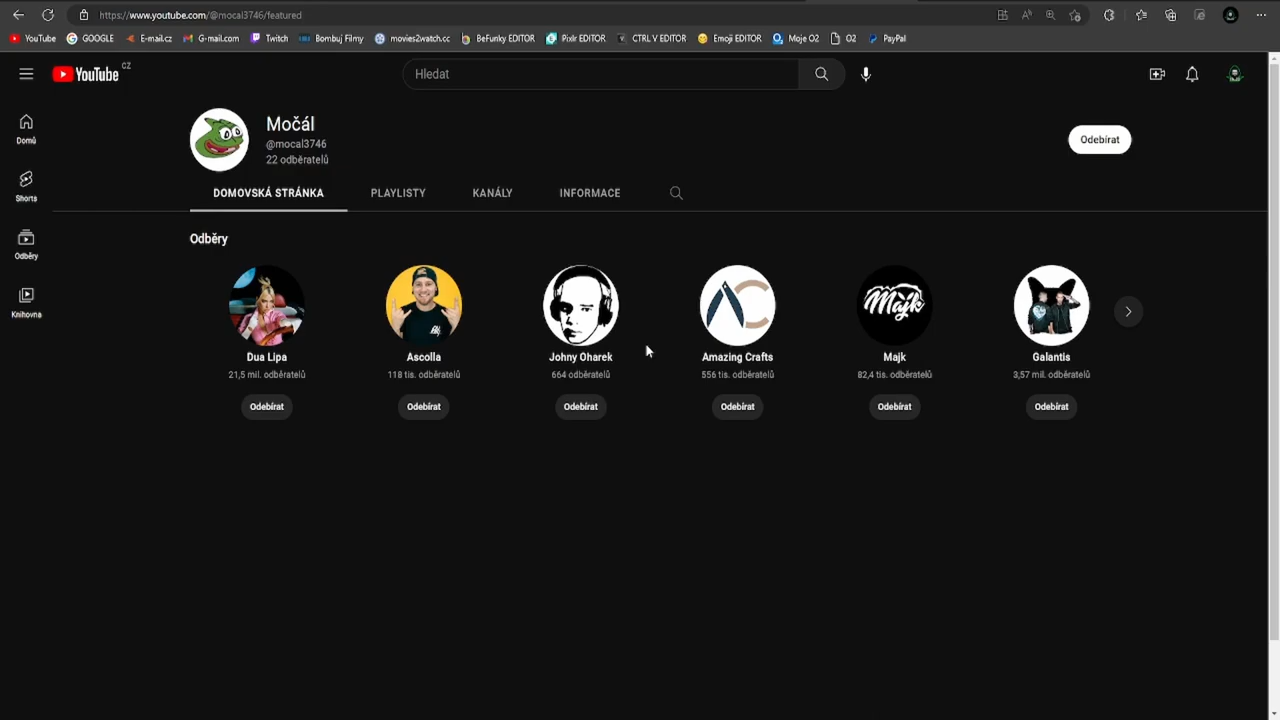 https://www.youtube.com/@mocal3746/featured
YouTube GOOGLE E-mail.cz G-mail.com Twitch Bombuj Filmy movies2watch.cc BeFunky EDITOR Pixlr EDITOR CTRL V EDITOR Emoji EDITOR Moje O2 O2 PayPal
YouTube CZ
Hledat
Domů
Shorts
Odběry
Knihovna
Močál
@mocal3746
22 odběratelů
Odebírat
DOMOVSKÁ STRÁNKA PLAYLISTY KANÁLY INFORMACE
Odběry
AC Majk
Dua Lipa Ascolla Johny Oharek Amazing Crafts Majk Galantis
21,5 mil. odběratelů 118 tis. odběratelů 664 odběratelů 556 tis. odběratelů 82,4 tis. odběratelů 3,57 mil. odběratelů
Odebírat Odebírat Odebírat Odebírat Odebírat Odebírat